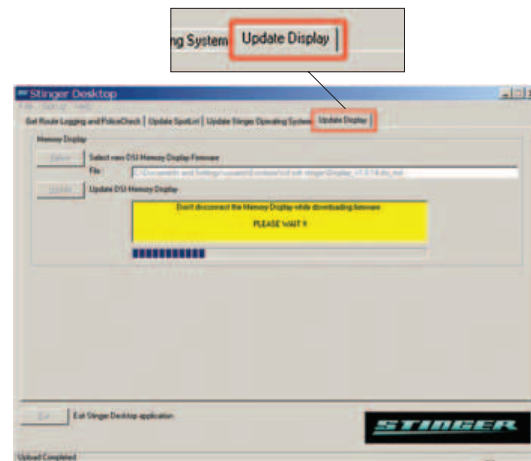 ng System Update Display
Stinger Desktop
Get Route Logging and PoliceCheck Update SpotList Update Stinger Operating System Update Display
Memory Display
Select new DSI Memory Display Firmware
File :
Update DSI Memory Display
Don't disconnect the Memory Display while downloading firmware
PLEASE WAIT !!
Exit Stinger Desktop application
STINGER
Upload Completed